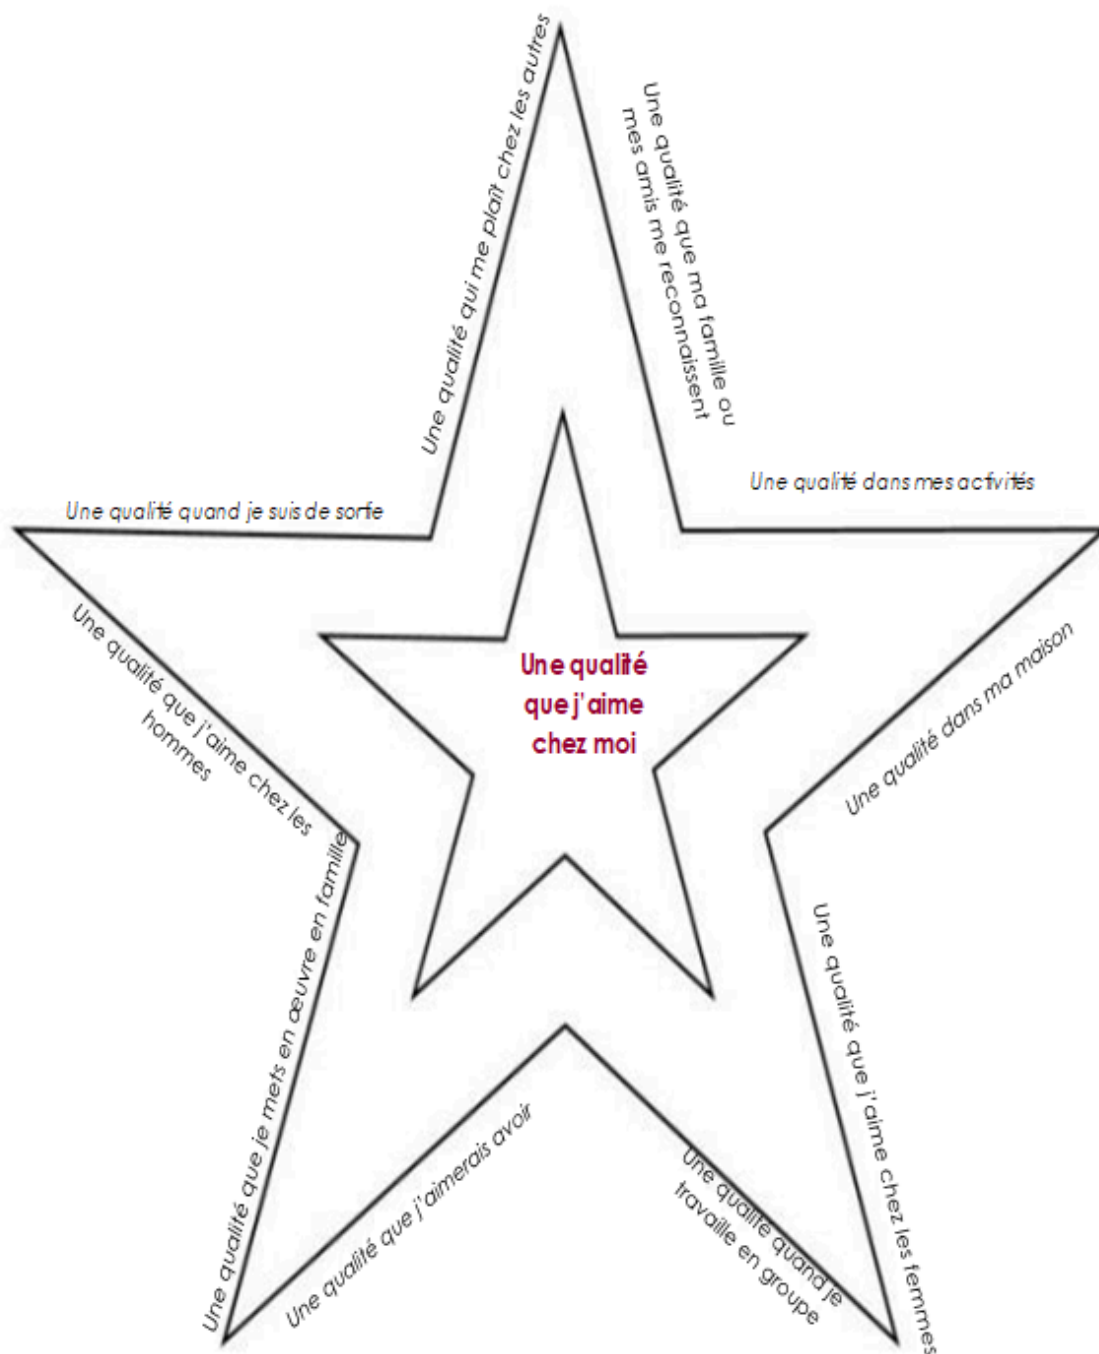 Une qualité qui me plaît chez les autres
Une qualité que ma famille ou
mes amis me reconnaissent
Une qualité dans mes activités
Une qualité quand je suis de sortie
Une qualité que j'aime chez les
hommes
Une qualité
que j'aime
chez moi
Une qualité dans ma maison
Une qualité que je mets en œuvre en famille
Une qualité que j'aime chez les femmes
Une qualité que j'aimerais avoir
Une qualité quand je
travaille en groupe